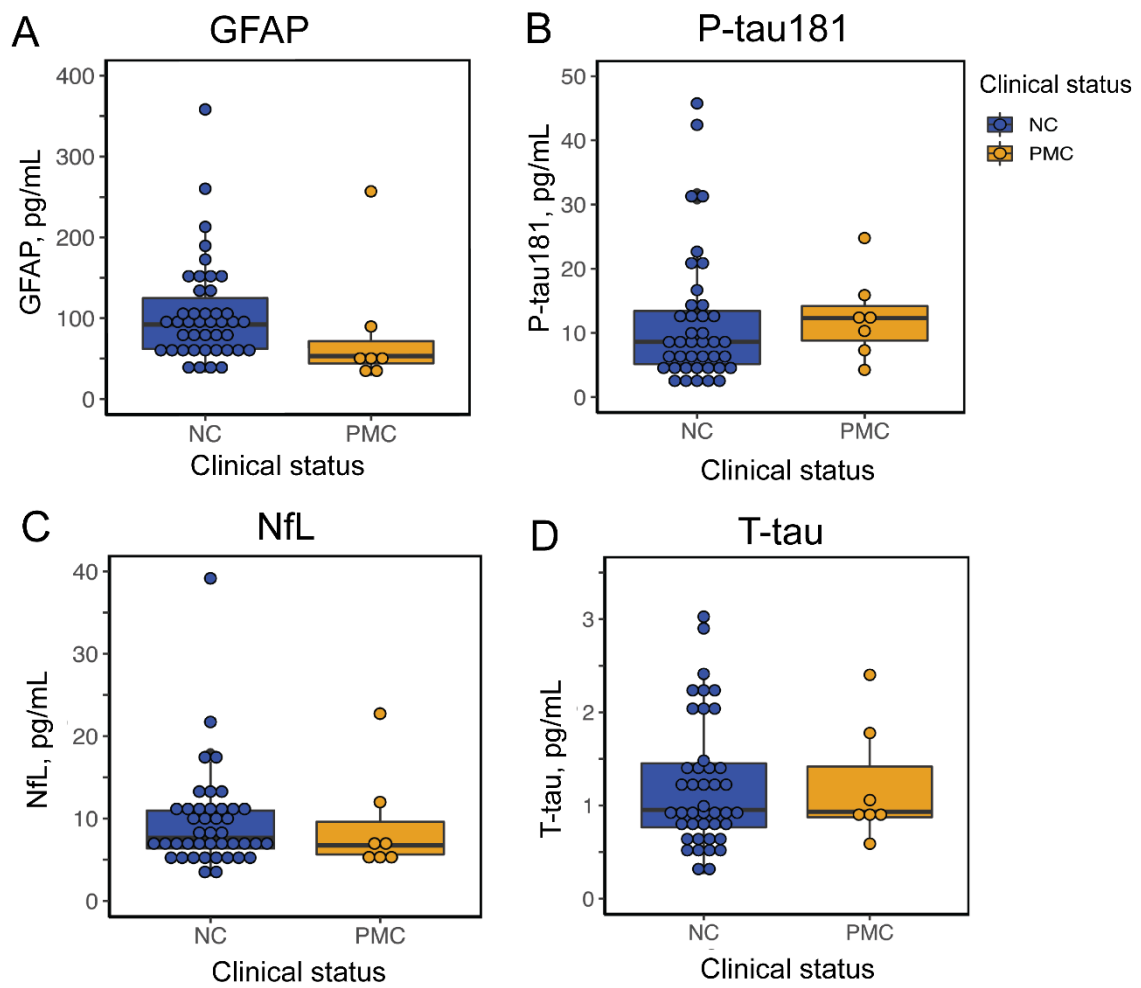 A
GFAP
GFAP, pg/mL
400
300
200
100
0
NC
PMC
Clinical status
B
P-tau181
P-tau181, pg/mL
50
40
30
20
10
0
NC
PMC
Clinical status
Clinical status
NC
PMC
C
NfL
NfL, pg/mL
40
30
20
10
0
NC
PMC
Clinical status
D
T-tau
T-tau, pg/mL
3
2
1
0
NC
PMC
Clinical status